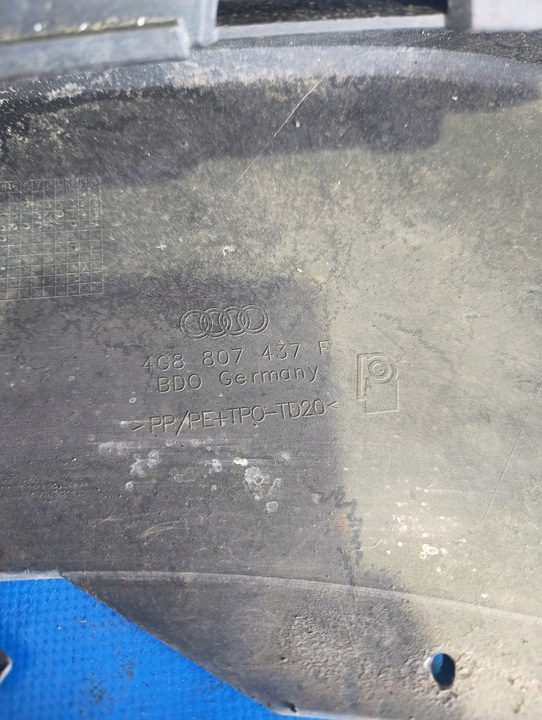 4G8 807 437 F
BDO Germany
>PP/PE+TPO-TD20<